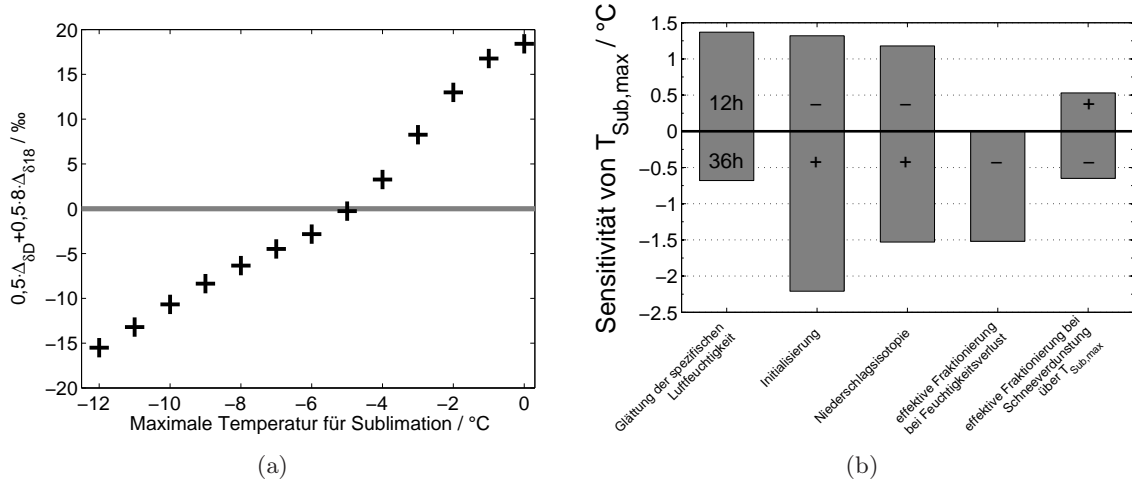 0,5·Δ_δD+0,5·8·Δ_δ18 / ‰
20
15
10
5
0
−5
−10
−15
−20
−12
−10
−8
−6
−4
−2
0
Maximale Temperatur für Sublimation / °C
(a)
Sensitivität von T_Sub,max / °C
1.5
1
0.5
0
−0.5
−1
−1.5
−2
−2.5
12h
−
−
+
36h
+
+
−
−
Glättung der spezifischen
Luftfeuchtigkeit
Initialisierung
Niederschlagsisotopie
effektive Fraktionierung
bei Feuchtigkeitsverlust
effektive Fraktionierung bei
Schneeverdunstung
über T_Sub,max
(b)